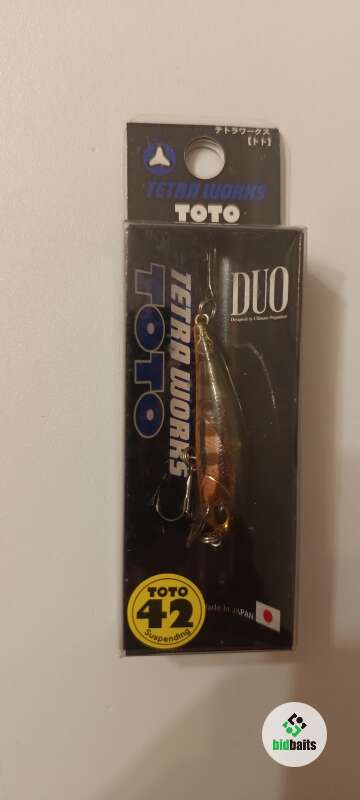 テトラワークス
【トト】
TETRA WORKS
TOTO
DUO
Designed by Ultimate Originator
TETRA WORKS
TOTO
TOTO
42
Suspending
Made in JAPAN
bidbaits